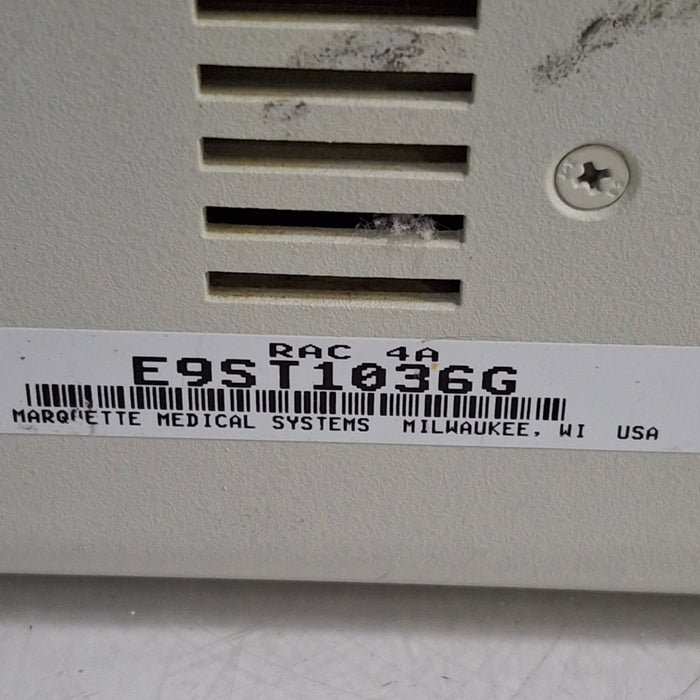 RAC 4A
E9ST1036G
MARQUETTE MEDICAL SYSTEMS MILWAUKEE, WI USA